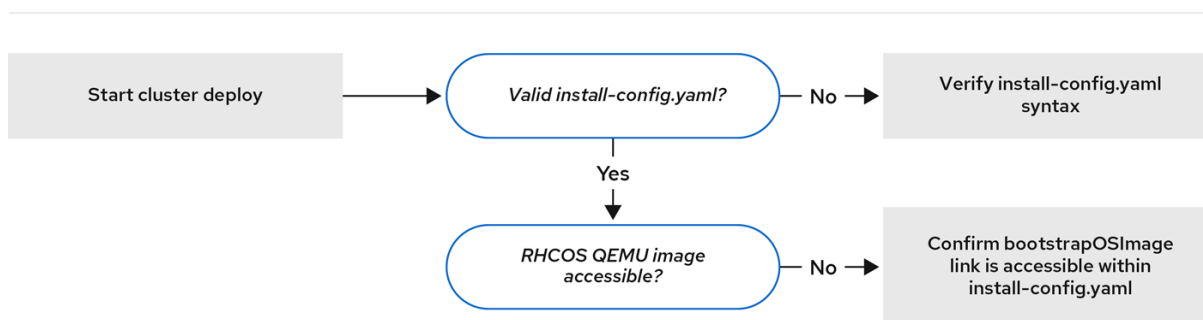 Start cluster deploy
Valid install-config.yaml?
No
Verify install-config.yaml
syntax
Yes
RHCOS QEMU image
accessible?
No
Confirm bootstrapOSImage
link is accessible within
install-config.yaml